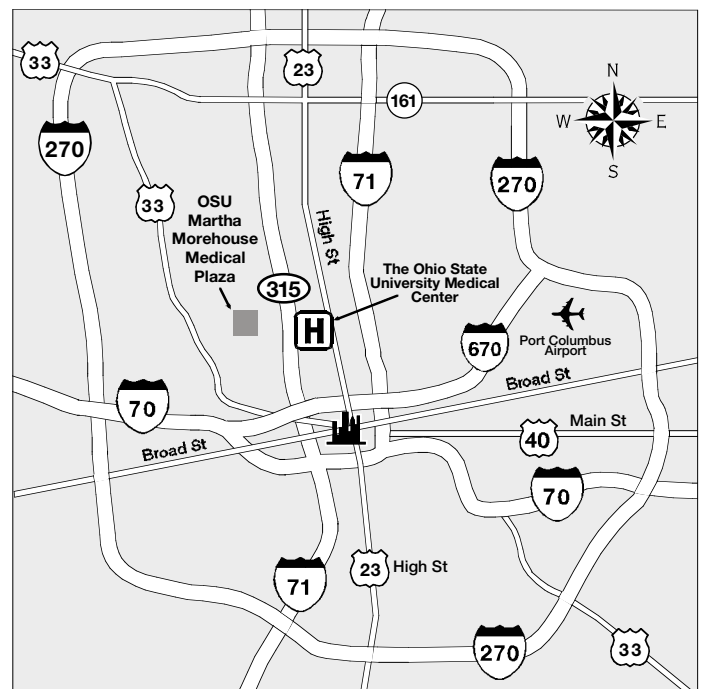 33
23
N
161
W
E
270
71
S
270
33
OSU
Martha
Morehouse
Medical
Plaza
High St
The Ohio State
University Medical
Center
315
H
670
Port Columbus
Airport
Broad St
70
Main St
40
Broad St
70
71
23
High St
270
33